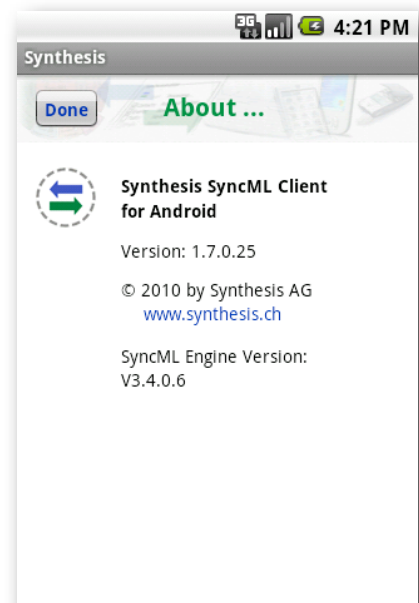 3G 4:21 PM
Synthesis
Done About ...
Synthesis SyncML Client
for Android
Version: 1.7.0.25
© 2010 by Synthesis AG
www.synthesis.ch
SyncML Engine Version:
V3.4.0.6